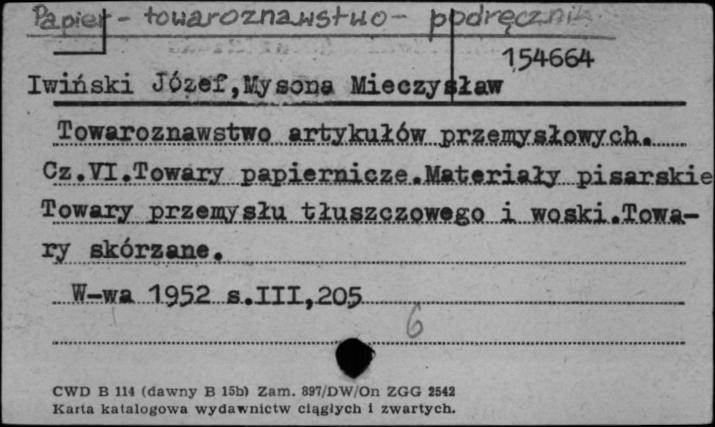 Papier - towaroznawstwo - podręcznik
154664
Iwiński Józef,Mysona Mieczysław
Towaroznawstwo artykułów przemysłowych.
Cz.VI.Towary papiernicze.Materiały pisarskie
Towary przemysłu tłuszczowego i woski.Towa-
ry skórzane.
W-wa 1952 s.III,205
6
CWD B 114 (dawny B 15b) Zam. 897/DW/On ZGG 2542
Karta katalogowa wydawnictw ciągłych i zwartych.